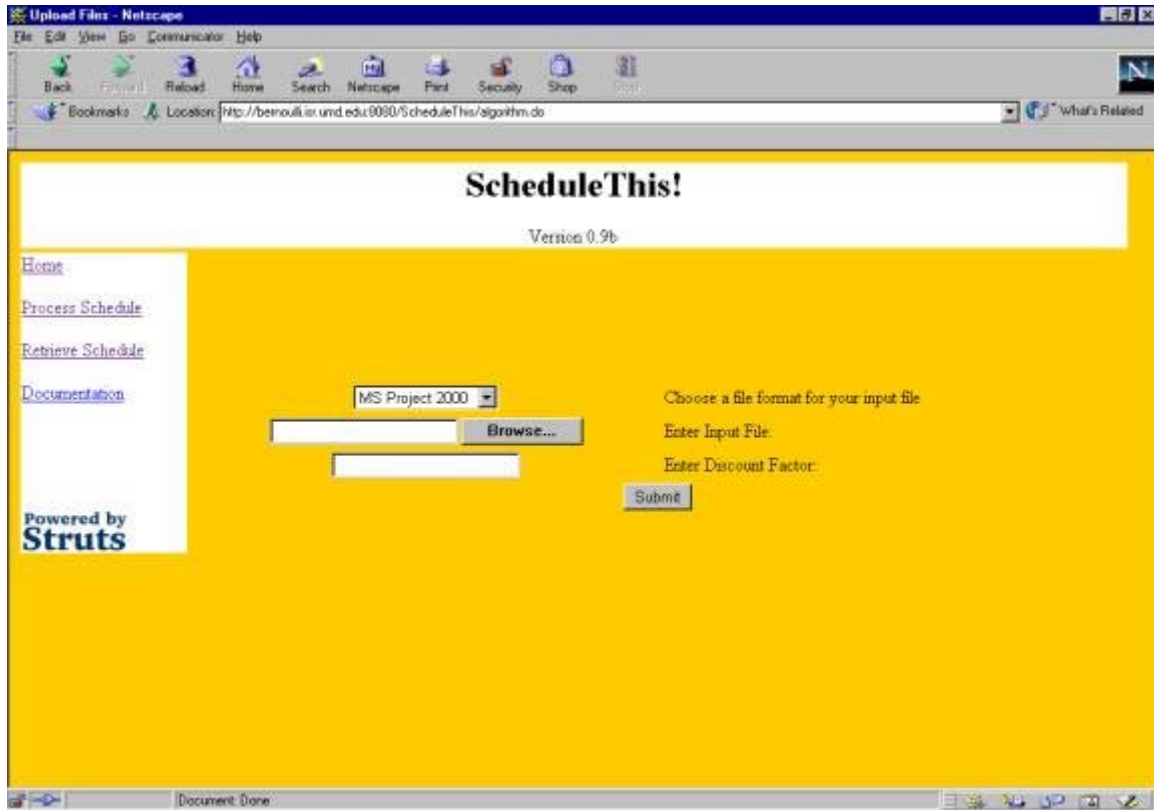 Upload Files - Netscape
File Edit View Go Communicator Help
Back Forward Reload Home Search Netscape Print Security Shop Stop
Bookmarks Location: http://bernoulli.isr.umd.edu:8080/ScheduleThis/algorithm.do What's Related
ScheduleThis!
Version 0.9b
Home
Process Schedule
Retrieve Schedule
Documentation
MS Project 2000 Choose a file format for your input file
Browse... Enter Input File:
Enter Discount Factor:
Submit
Powered by
Struts
Document: Done